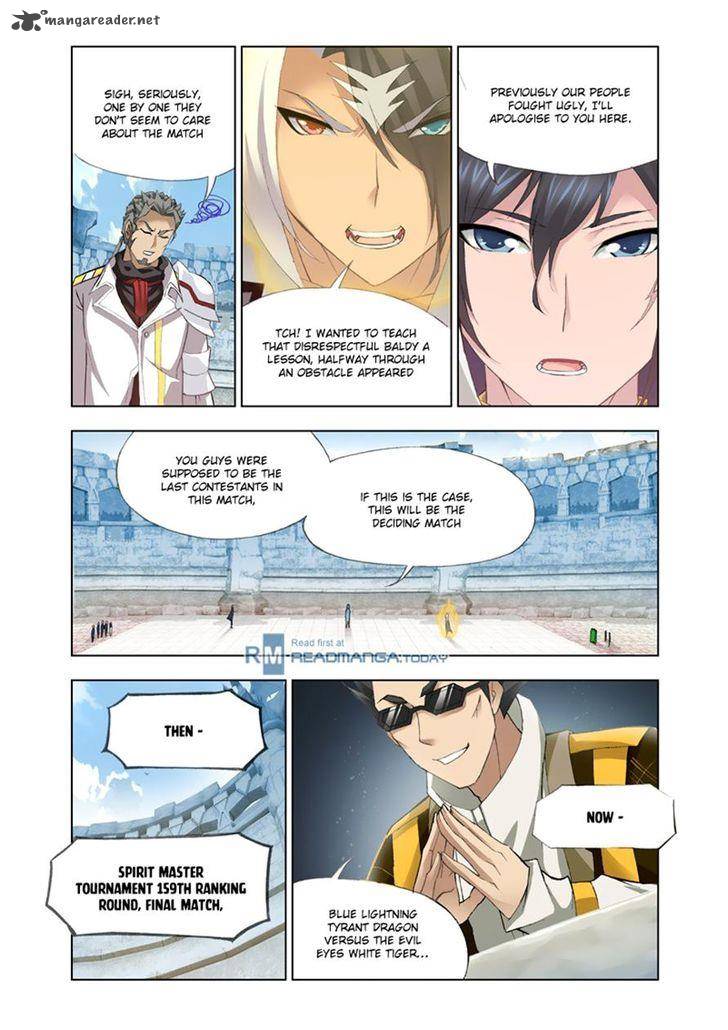 mangareader.net
SIGH, SERIOUSLY,
ONE BY ONE THEY
DON'T SEEM TO CARE
ABOUT THE MATCH
TCH! I WANTED TO TEACH
THAT DISRESPECTFUL BALDY A
LESSON, HALFWAY THROUGH
AN OBSTACLE APPEARED
PREVIOUSLY OUR PEOPLE
FOUGHT UGLY, I'LL
APOLOGISE TO YOU HERE.
YOU GUYS WERE
SUPPOSED TO BE THE
LAST CONTESTANTS IN
THIS MATCH,
IF THIS IS THE CASE,
THIS WILL BE THE
DECIDING MATCH
RM
Read first at
READMANGA.TODAY
THEN -
SPIRIT MASTER
TOURNAMENT 159TH RANKING
ROUND, FINAL MATCH,
NOW -
BLUE LIGHTNING
TYRANT DRAGON
VERSUS THE EVIL
EYES WHITE TIGER...